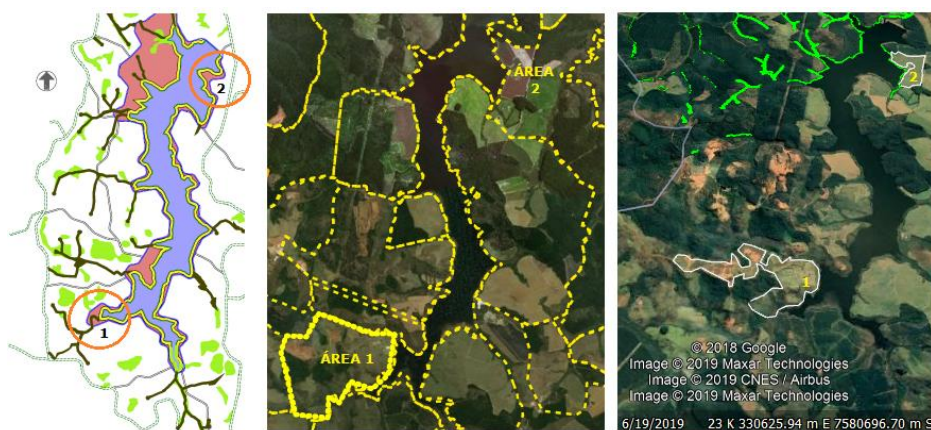 2
1
ÁREA
2
ÁREA 1
2
1
© 2018 Google
Image © 2019 Maxar Technologies
Image © 2019 CNES / Airbus
Image © 2019 Maxar Technologies
6/19/2019 23 K 330625.94 m E 7580696.70 m S